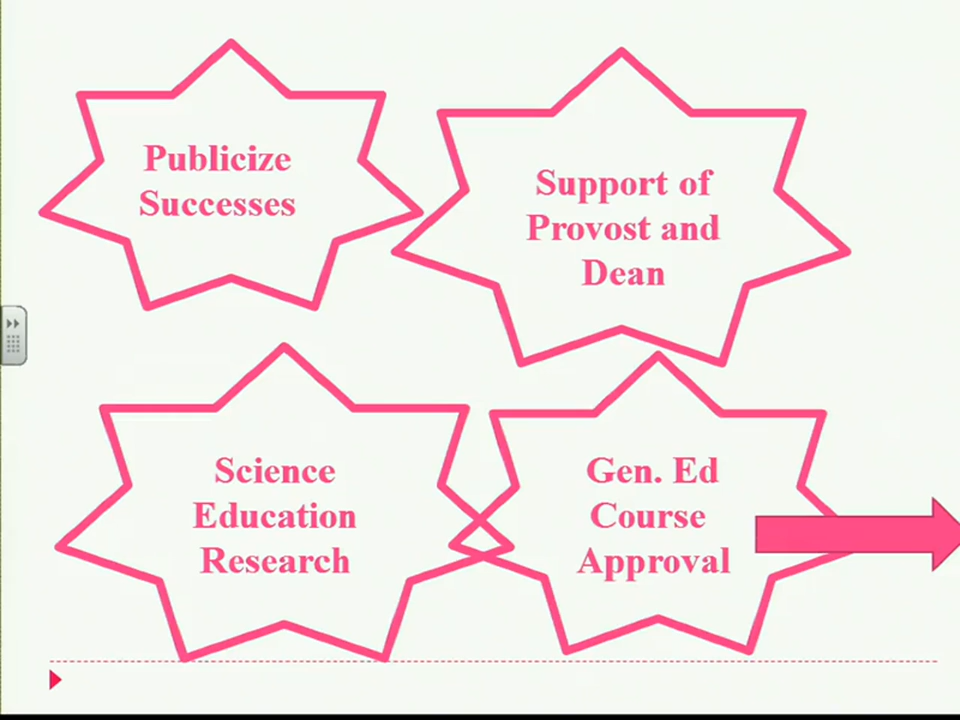 Publicize
Successes
Support of
Provost and
Dean
Science
Education
Research
Gen. Ed
Course
Approval